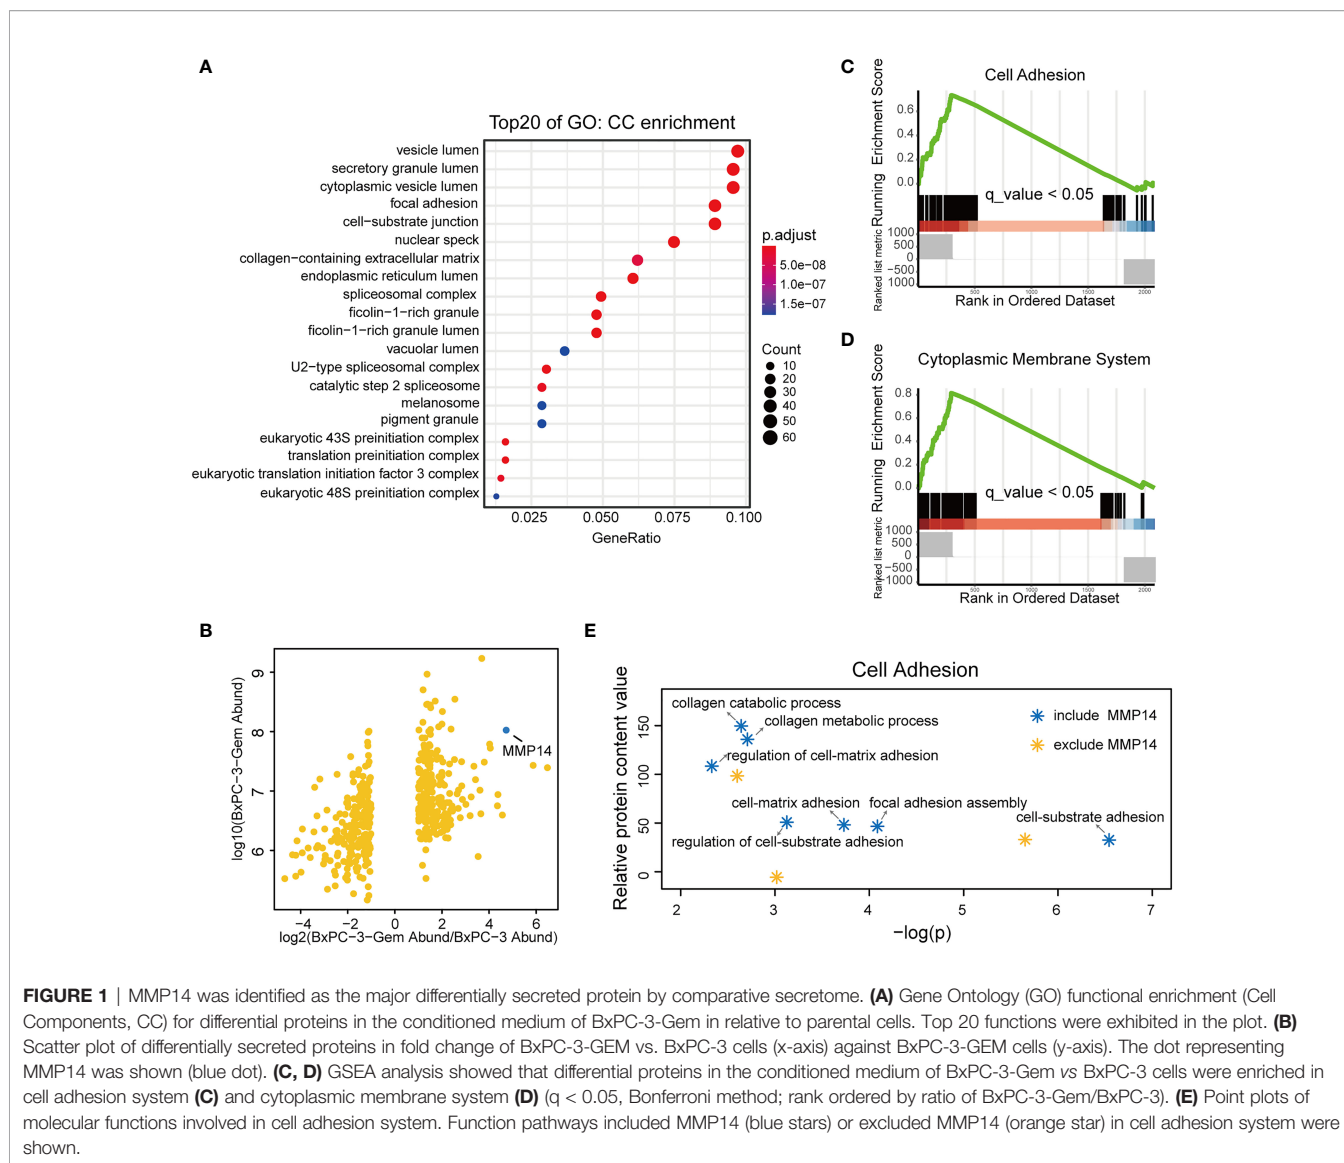 A
Top20 of GO: CC enrichment
vesicle lumen
secretory granule lumen
cytoplasmic vesicle lumen
focal adhesion
cell−substrate junction
nuclear speck
collagen−containing extracellular matrix
endoplasmic reticulum lumen
spliceosomal complex
ficolin−1−rich granule
ficolin−1−rich granule lumen
vacuolar lumen
U2−type spliceosomal complex
catalytic step 2 spliceosome
melanosome
pigment granule
eukaryotic 43S preinitiation complex
translation preinitiation complex
eukaryotic translation initiation factor 3 complex
eukaryotic 48S preinitiation complex
0.025 0.050 0.075 0.100
GeneRatio
p.adjust
5.0e−08
1.0e−07
1.5e−07
Count
10
20
30
40
50
60
C
Cell Adhesion
Running Erichment Score
0.6
0.4
0.2
0.0
q_value < 0.05
Ranked list metric
1000
500
0
−500
1000
500 1000 1500 2000
Rank in Ordered Dataset
D
Cytoplasmic Membrane System
Running Erichment Score
0.8
0.6
0.4
0.2
0.0
q_value < 0.05
Ranked list metric
1000
500
0
−500
−1000
500 1000 1500 2000
Rank in Ordered Dataset
B
log10(BxPC−3−Gem Abund)
9
8
7
6
MMP14
−4 −2 0 2 4 6
log2(BxPC−3−Gem Abund/BxPC−3 Abund)
E
Cell Adhesion
Relative protein content value
150
100
50
0
collagen catabolic process
collagen metabolic process
regulation of cell-matrix adhesion
cell-matrix adhesion
focal adhesion assembly
cell-substrate adhesion
regulation of cell-substrate adhesion
include MMP14
exclude MMP14
2 3 4 5 6 7
−log(p)
FIGURE 1 | MMP14 was identified as the major differentially secreted protein by comparative secretome. (A) Gene Ontology (GO) functional enrichment (Cell
Components, CC) for differential proteins in the conditioned medium of BxPC-3-Gem in relative to parental cells. Top 20 functions were exhibited in the plot. (B)
Scatter plot of differentially secreted proteins in fold change of BxPC-3-GEM vs. BxPC-3 cells (x-axis) against BxPC-3-GEM cells (y-axis). The dot representing
MMP14 was shown (blue dot). (C, D) GSEA analysis showed that differential proteins in the conditioned medium of BxPC-3-Gem vs BxPC-3 cells were enriched in
cell adhesion system (C) and cytoplasmic membrane system (D) (q < 0.05, Bonferroni method; rank ordered by ratio of BxPC-3-Gem/BxPC-3). (E) Point plots of
molecular functions involved in cell adhesion system. Function pathways included MMP14 (blue stars) or excluded MMP14 (orange star) in cell adhesion system were
shown.